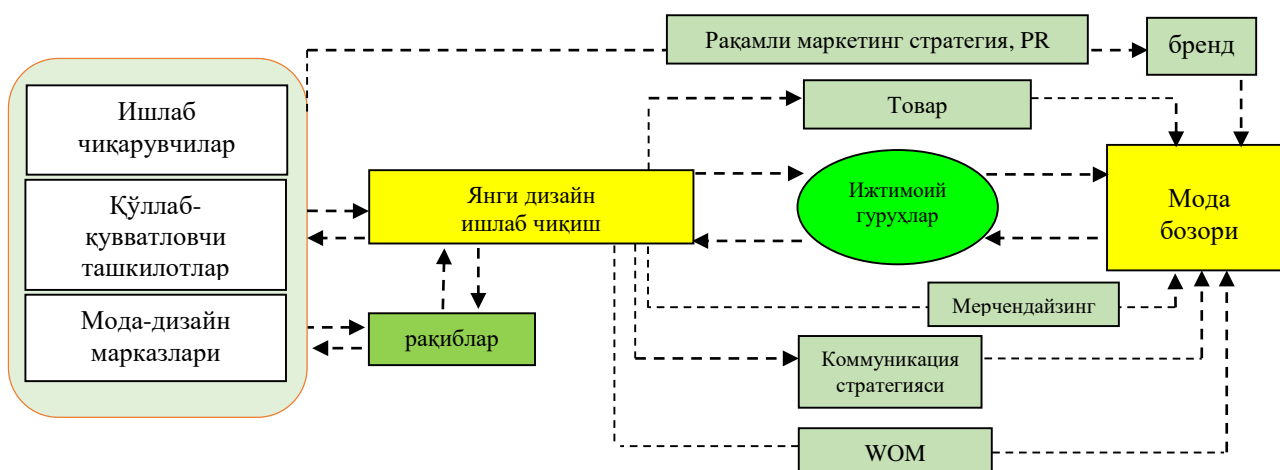 Рақамли маркетинг стратегия, PR
бренд
Ишлаб
чиқарувчилар
Товар
Қўллаб-
қувватловчи
ташкилотлар
Янги дизайн
ишлаб чиқиш
Ижтимоий
гуруҳлар
Мода
бозори
Мода-дизайн
марказлари
рақиблар
Мерчендайзинг
Коммуникация
стратегияси
WOM